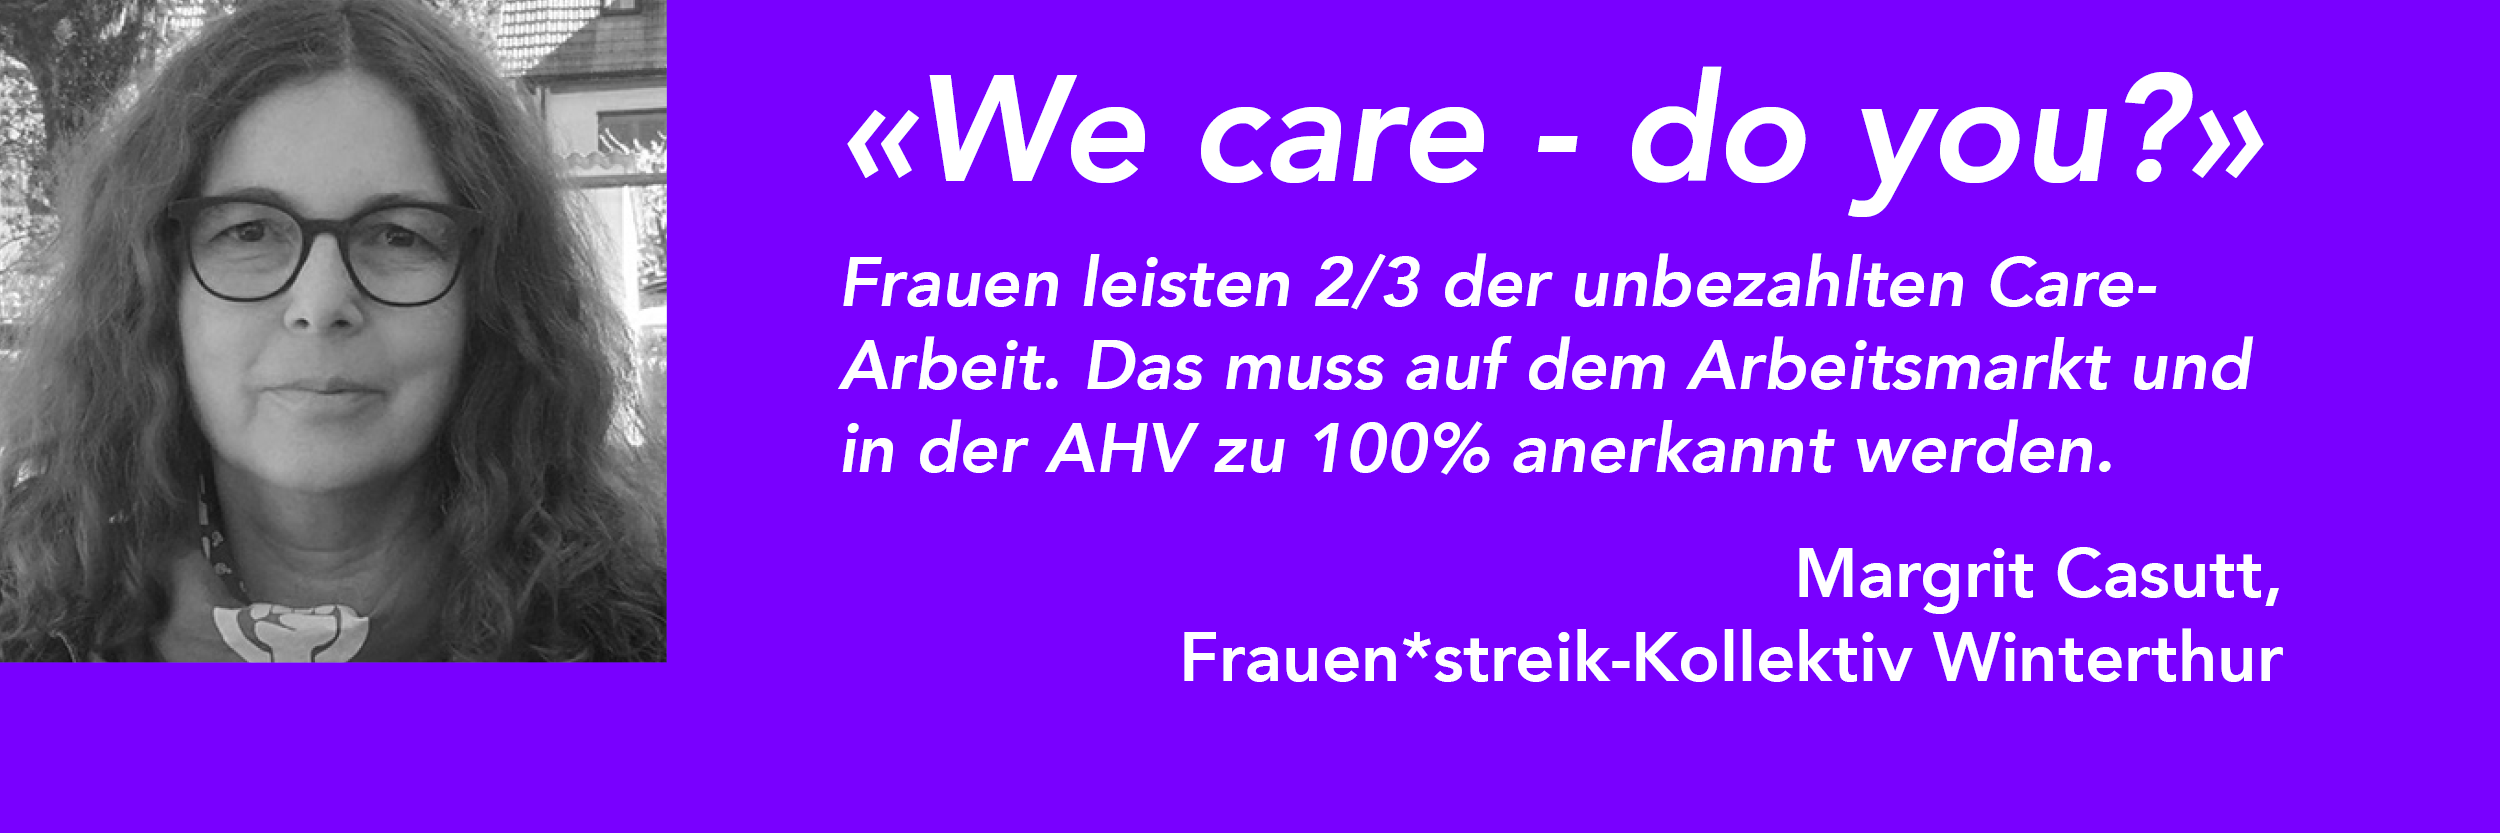 «We care - do you?»
Frauen leisten 2/3 der unbezahlten Care-
Arbeit. Das muss auf dem Arbeitsmarkt und
in der AHV zu 100% anerkannt werden.
Margrit Casutt,
Frauen*streik-Kollektiv Winterthur